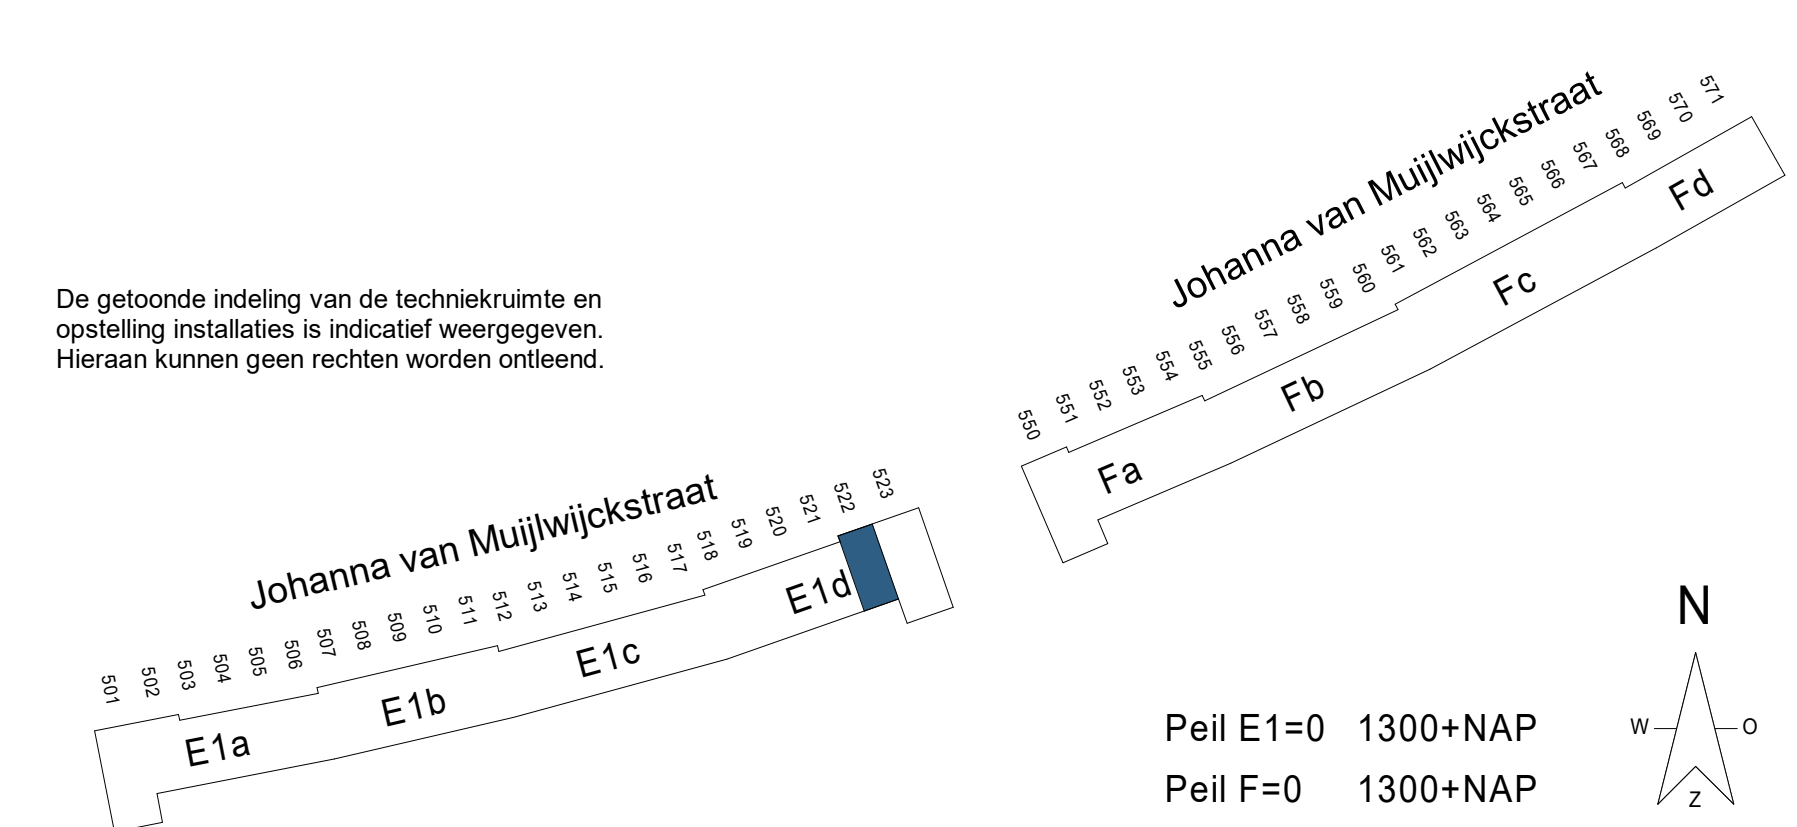 Johanna van Muijlwijckstraat
550
551
552
553
554
555
556
557
558
559
560
561
562
563
564
565
566
567
568
569
570
571
Fa
Fb
Fc
Fd
De getoonde indeling van de techniekruimte en
opstelling installaties is indicatief weergegeven.
Hieraan kunnen geen rechten worden ontleend.
Johanna van Muijlwijckstraat
501
502
503
504
505
506
507
508
509
510
511
512
513
514
515
516
517
518
519
520
521
522
523
E1a
E1b
E1c
E1d
Peil E1=0 1300+NAP
Peil F=0 1300+NAP
N
W
O
Z